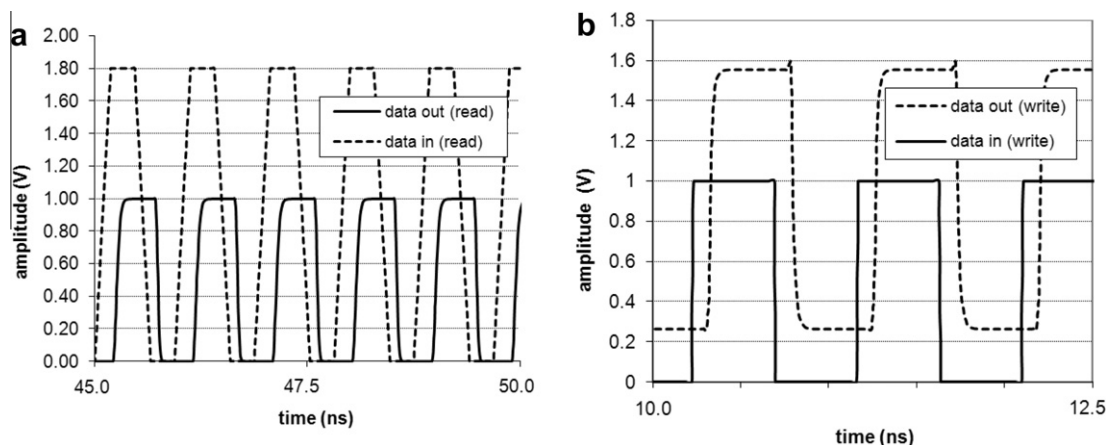 a
2.00
1.80
1.60
1.40
1.20
1.00
0.80
0.60
0.40
0.20
0.00
amplitude (V)
data out (read)
data in (read)
45.0
47.5
50.0
time (ns)
b
1.8
1.6
1.4
1.2
1
0.8
0.6
0.4
0.2
0
amplitude (V)
data out (write)
data in (write)
10.0
12.5
time (ns)